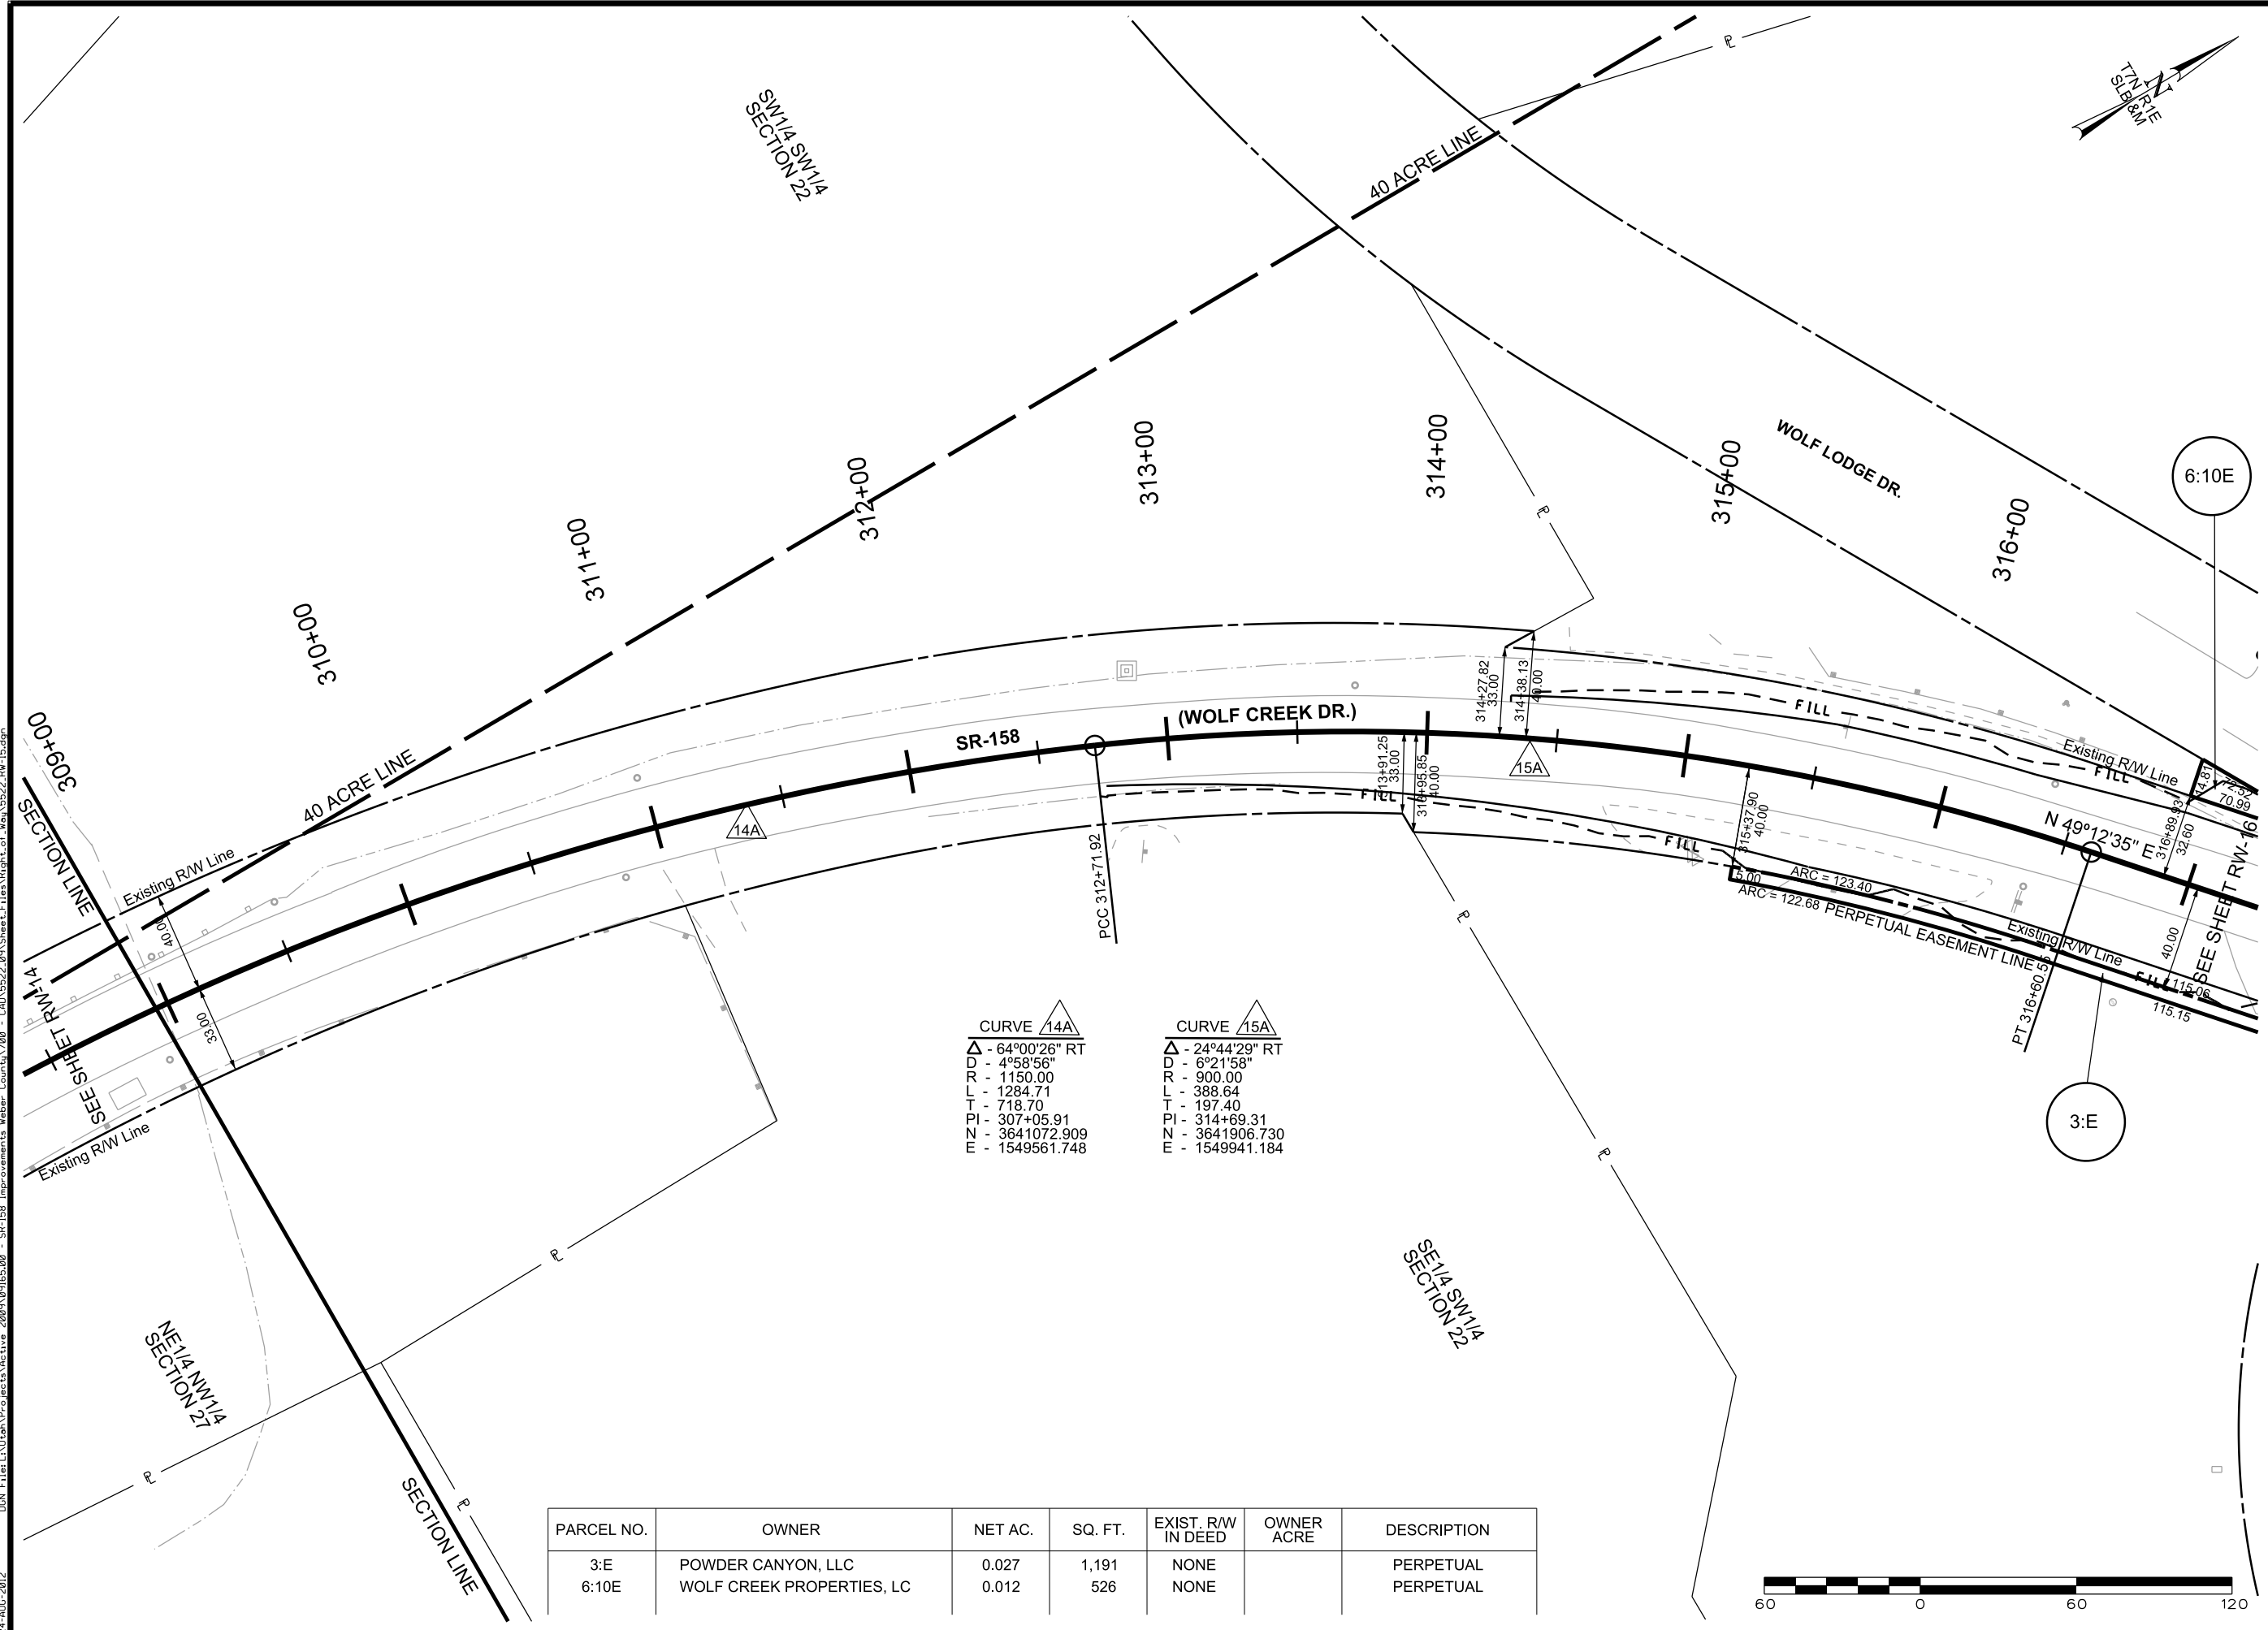 T7N R1E
SLB &M
SW1/4 SW1/4
SECTION 22
40 ACRE LINE
WOLF LODGE DR.
6:10E
309+00
310+00
311+00
312+00
313+00
314+00
315+00
316+00
SECTION LINE
40 ACRE LINE
Existing R/W Line
40.00
33.00
SEE SHEET RW-14
Existing R/W Line
SR-158
(WOLF CREEK DR.)
14A
PCC 312+71.92
15A
314+27.82
33.00
314+38.13
40.00
313+91.25
33.00
40.00
FILL
FILL
FILL
FILL
FILL
Existing R/W Line
315+37.90
40.00
5.00
ARC = 123.40
ARC = 122.68
PERPETUAL EASEMENT LINE
Existing R/W Line
N 49°12'35" E
14.81
72.52
70.99
316+89.93
32.60
40.00
115.06
115.15
SEE SHEET RW-16
3:E
CURVE 14A
Δ - 64°00'26" RT
D - 4°58'56"
R - 1150.00
L - 1284.71
T - 718.70
PI - 307+05.91
N - 3641072.909
E - 1549561.748
CURVE 15A
Δ - 24°44'29" RT
D - 6°21'58"
R - 900.00
L - 388.64
T - 197.40
PI - 314+69.31
N - 3641906.730
E - 1549941.184
SE1/4 SW1/4
SECTION 22
NE1/4 NW1/4
SECTION 27
SECTION LINE
PARCEL NO. OWNER NET AC. SQ. FT. EXIST. R/W IN DEED OWNER ACRE DESCRIPTION
3:E POWDER CANYON, LLC 0.027 1,191 NONE PERPETUAL
6:10E WOLF CREEK PROPERTIES, LC 0.012 526 NONE PERPETUAL
60 0 60 120